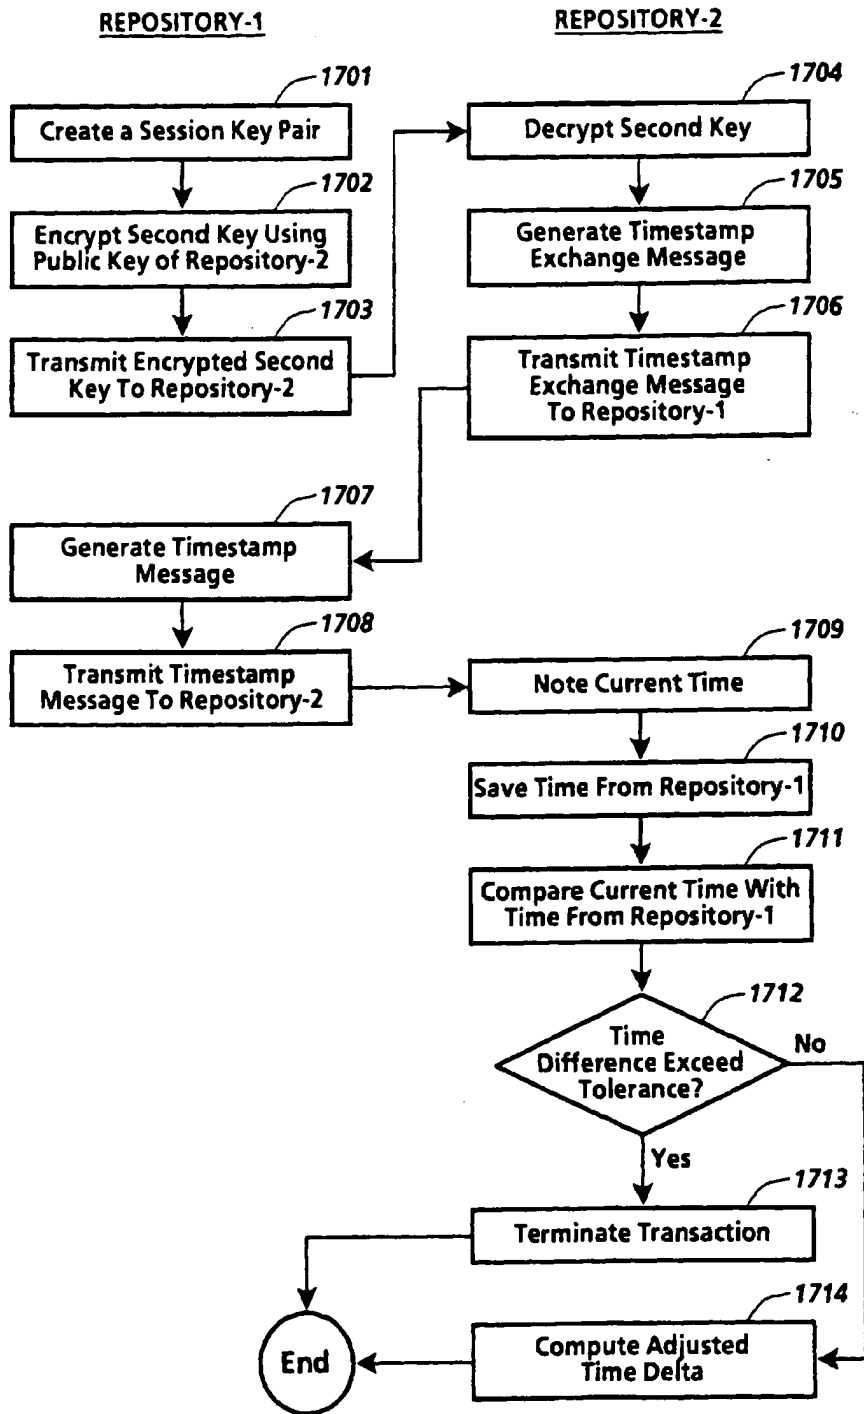 REPOSITORY-1
REPOSITORY-2
1701
Create a Session Key Pair
1702
Encrypt Second Key Using
Public Key of Repository-2
1703
Transmit Encrypted Second
Key To Repository-2
1704
Decrypt Second Key
1705
Generate Timestamp
Exchange Message
1706
Transmit Timestamp
Exchange Message
To Repository-1
1707
Generate Timestamp
Message
1708
Transmit Timestamp
Message To Repository-2
1709
Note Current Time
1710
Save Time From Repository-1
1711
Compare Current Time With
Time From Repository-1
1712
Time
Difference Exceed
Tolerance?
No
Yes
1713
Terminate Transaction
1714
Compute Adjusted
Time Delta
End